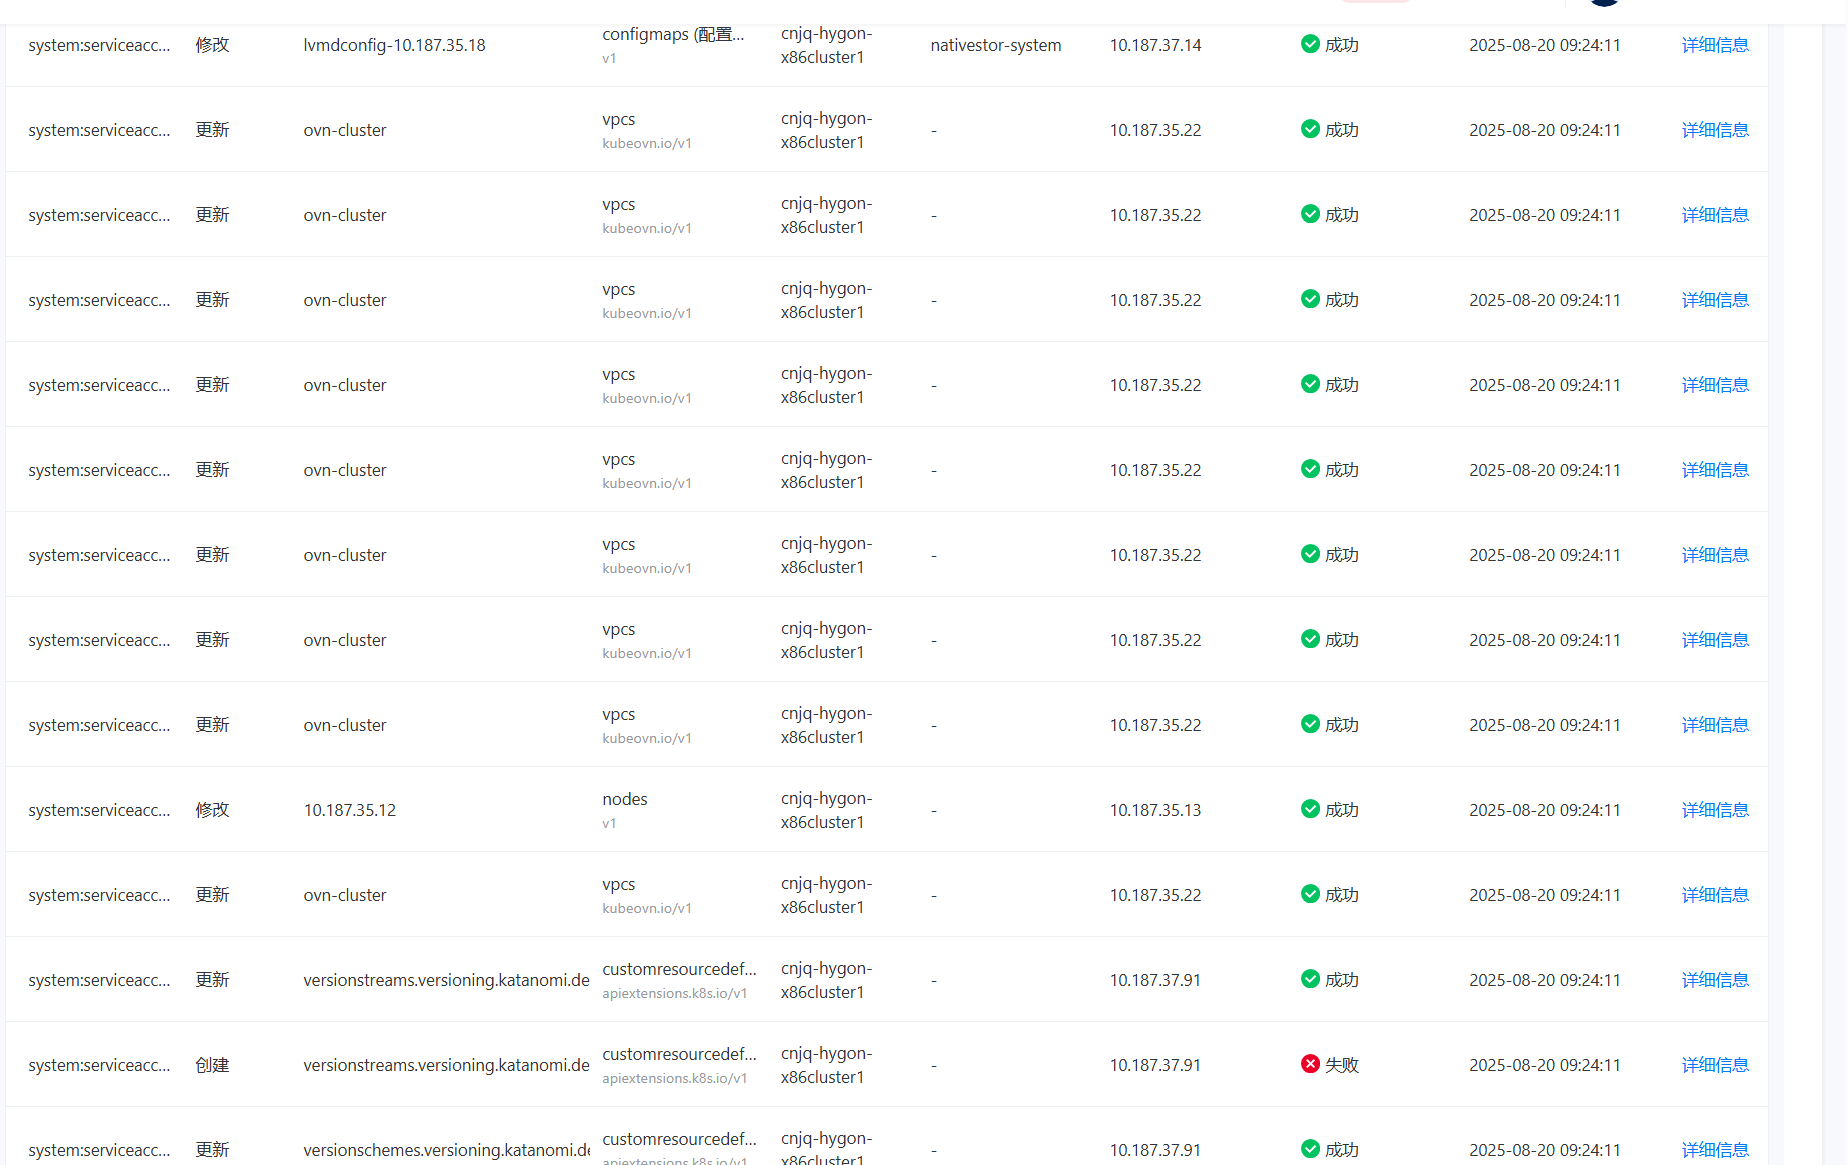 system:serviceacc... 修改 lvmdconfig-10.187.35.18 configmaps (配置... v1 cnjq-hygon-x86cluster1 nativestor-system 10.187.37.14 成功 2025-08-20 09:24:11 详细信息
system:serviceacc... 更新 ovn-cluster vpcs kubeovn.io/v1 cnjq-hygon-x86cluster1 - 10.187.35.22 成功 2025-08-20 09:24:11 详细信息
system:serviceacc... 更新 ovn-cluster vpcs kubeovn.io/v1 cnjq-hygon-x86cluster1 - 10.187.35.22 成功 2025-08-20 09:24:11 详细信息
system:serviceacc... 更新 ovn-cluster vpcs kubeovn.io/v1 cnjq-hygon-x86cluster1 - 10.187.35.22 成功 2025-08-20 09:24:11 详细信息
system:serviceacc... 更新 ovn-cluster vpcs kubeovn.io/v1 cnjq-hygon-x86cluster1 - 10.187.35.22 成功 2025-08-20 09:24:11 详细信息
system:serviceacc... 更新 ovn-cluster vpcs kubeovn.io/v1 cnjq-hygon-x86cluster1 - 10.187.35.22 成功 2025-08-20 09:24:11 详细信息
system:serviceacc... 更新 ovn-cluster vpcs kubeovn.io/v1 cnjq-hygon-x86cluster1 - 10.187.35.22 成功 2025-08-20 09:24:11 详细信息
system:serviceacc... 更新 ovn-cluster vpcs kubeovn.io/v1 cnjq-hygon-x86cluster1 - 10.187.35.22 成功 2025-08-20 09:24:11 详细信息
system:serviceacc... 更新 ovn-cluster vpcs kubeovn.io/v1 cnjq-hygon-x86cluster1 - 10.187.35.22 成功 2025-08-20 09:24:11 详细信息
system:serviceacc... 修改 10.187.35.12 nodes v1 cnjq-hygon-x86cluster1 - 10.187.35.13 成功 2025-08-20 09:24:11 详细信息
system:serviceacc... 更新 ovn-cluster vpcs kubeovn.io/v1 cnjq-hygon-x86cluster1 - 10.187.35.22 成功 2025-08-20 09:24:11 详细信息
system:serviceacc... 更新 versionstreams.versioning.katanomi.de customresourcedef... apiextensions.k8s.io/v1 cnjq-hygon-x86cluster1 - 10.187.37.91 成功 2025-08-20 09:24:11 详细信息
system:serviceacc... 创建 versionstreams.versioning.katanomi.de customresourcedef... apiextensions.k8s.io/v1 cnjq-hygon-x86cluster1 - 10.187.37.91 失败 2025-08-20 09:24:11 详细信息
system:serviceacc... 更新 versionschemes.versioning.katanomi.de customresourcedef... apiextensions.k8s.io/v1 cnjq-hygon-x86cluster1 - 10.187.37.91 成功 2025-08-20 09:24:11 详细信息